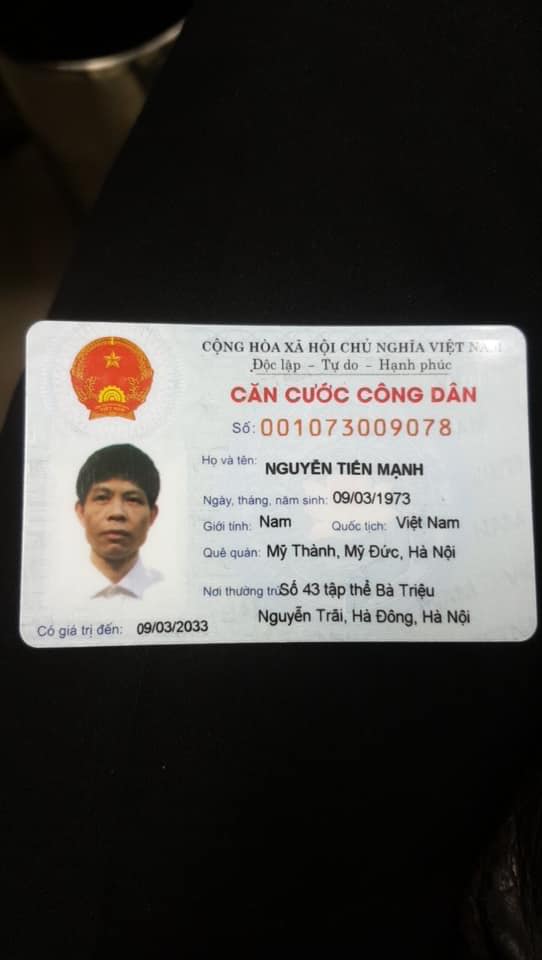 CỘNG HÒA XÃ HỘI CHỦ NGHĨA VIỆT NAM
Độc lập - Tự do - Hạnh phúc
CĂN CƯỚC CÔNG DÂN
Số: 001073009078
Họ và tên: NGUYỄN TIẾN MẠNH
Ngày, tháng, năm sinh: 09/03/1973
Giới tính: Nam Quốc tịch: Việt Nam
Quê quán: Mỹ Thành, Mỹ Đức, Hà Nội
Nơi thường trú: Số 43 tập thể Bà Triệu
Nguyễn Trãi, Hà Đông, Hà Nội
Có giá trị đến: 09/03/2033
VIỆT NAM